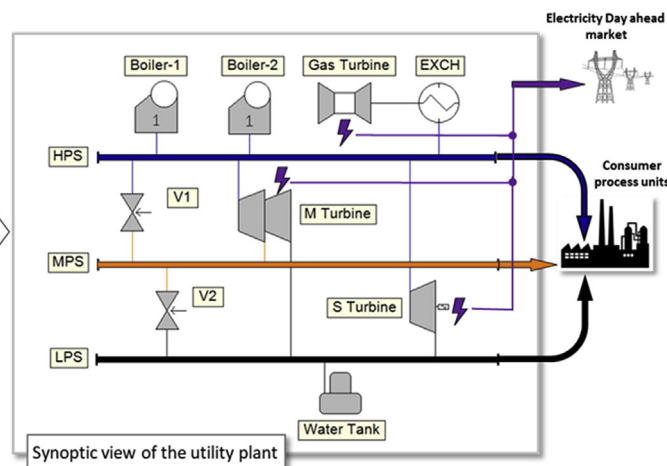 Electricity Day ahead
market
Boiler-1
Boiler-2
Gas Turbine
EXCH
1
1
HPS
Consumer
process units
V1
M Turbine
MPS
V2
S Turbine
LPS
Water Tank
Synoptic view of the utility plant